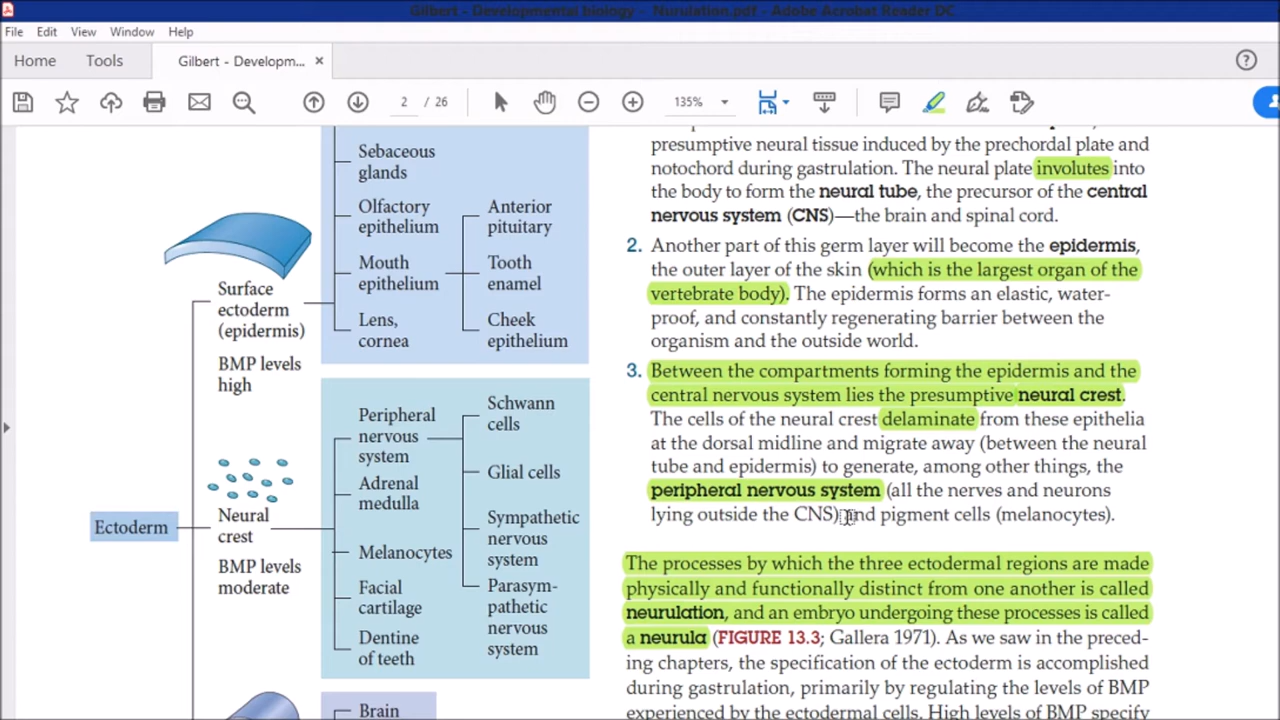 Gilbert - Developmental biology - Nurulation.pdf - Adobe Acrobat Reader DC
File Edit View Window Help
Home Tools Gilbert - Developm... ×
2 / 26 135%
Sebaceous
glands
Olfactory
epithelium
Anterior
pituitary
Mouth
epithelium
Tooth
enamel
Lens,
cornea
Cheek
epithelium
Surface
ectoderm
(epidermis)
BMP levels
high
Peripheral
nervous
system
Schwann
cells
Glial cells
Adrenal
medulla
Sympathetic
nervous
system
Melanocytes
Parasym-
pathetic
nervous
system
Facial
cartilage
Dentine
of teeth
Ectoderm
Neural
crest
BMP levels
moderate
Brain
presumptive neural tissue induced by the prechordal plate and
notochord during gastrulation. The neural plate involutes into
the body to form the neural tube, the precursor of the central
nervous system (CNS)—the brain and spinal cord.
2. Another part of this germ layer will become the epidermis,
the outer layer of the skin (which is the largest organ of the
vertebrate body). The epidermis forms an elastic, water-
proof, and constantly regenerating barrier between the
organism and the outside world.
3. Between the compartments forming the epidermis and the
central nervous system lies the presumptive neural crest.
The cells of the neural crest delaminate from these epithelia
at the dorsal midline and migrate away (between the neural
tube and epidermis) to generate, among other things, the
peripheral nervous system (all the nerves and neurons
lying outside the CNS) and pigment cells (melanocytes).
The processes by which the three ectodermal regions are made
physically and functionally distinct from one another is called
neurulation, and an embryo undergoing these processes is called
a neurula (FIGURE 13.3; Gallera 1971). As we saw in the preced-
ing chapters, the specification of the ectoderm is accomplished
during gastrulation, primarily by regulating the levels of BMP
experienced by the ectodermal cells. High levels of BMP specify